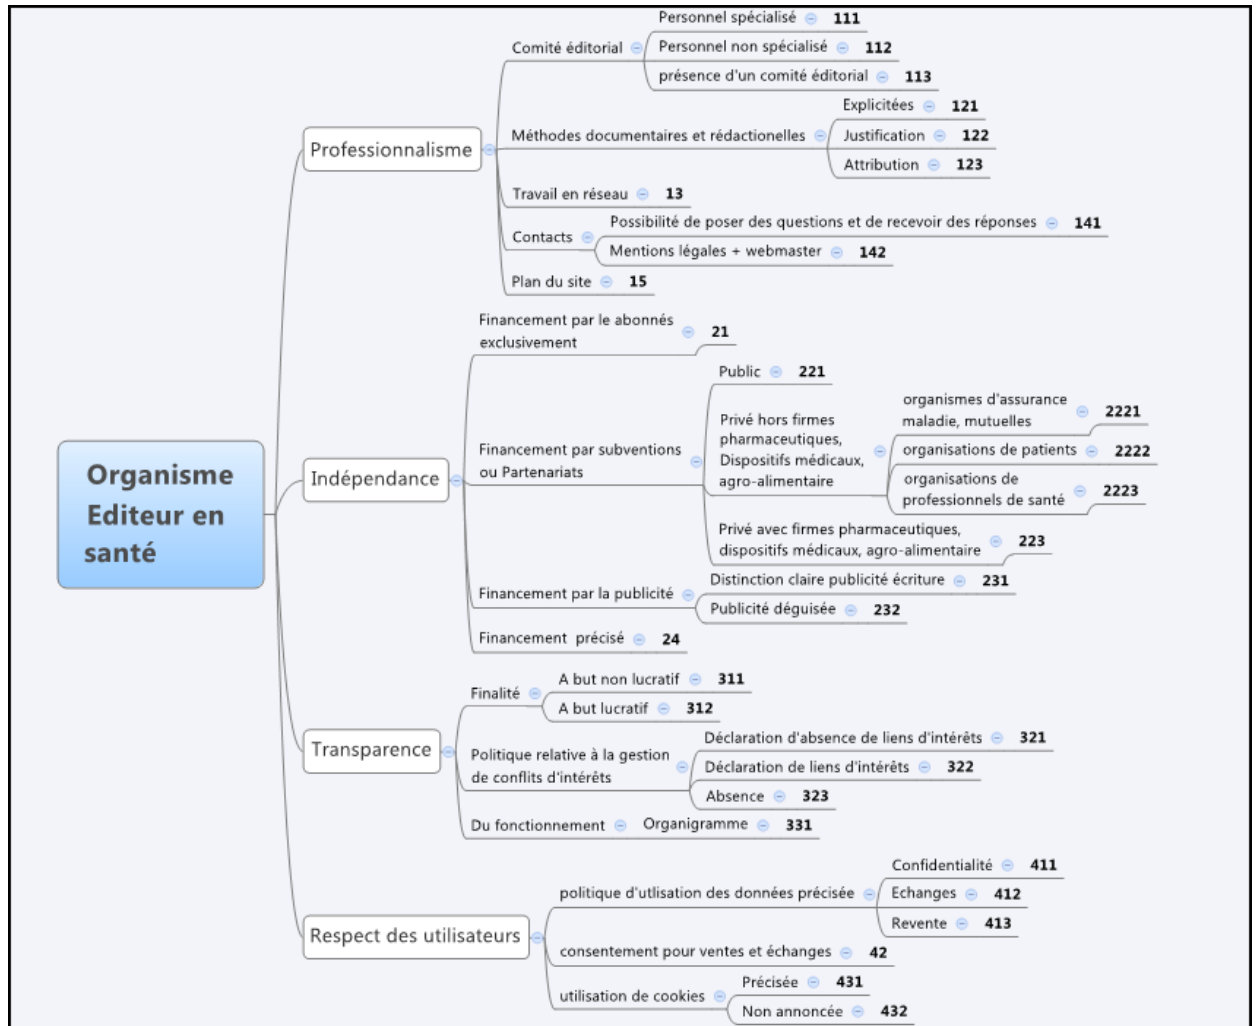 Organisme
Editeur en
santé
Professionnalisme
Comité éditorial
Personnel spécialisé 111
Personnel non spécialisé 112
présence d'un comité éditorial 113
Méthodes documentaires et rédactionelles
Explicitées 121
Justification 122
Attribution 123
Travail en réseau 13
Contacts
Possibilité de poser des questions et de recevoir des réponses 141
Mentions légales + webmaster 142
Plan du site 15
Indépendance
Financement par le abonnés
exclusivement 21
Financement par subventions
ou Partenariats
Public 221
Privé hors firmes
pharmaceutiques,
Dispositifs médicaux,
agro-alimentaire
organismes d'assurance
maladie, mutuelles 2221
organisations de patients 2222
organisations de
professionnels de santé 2223
Privé avec firmes pharmaceutiques,
dispositifs médicaux, agro-alimentaire 223
Financement par la publicité
Distinction claire publicité écriture 231
Publicité déguisée 232
Financement précisé 24
Transparence
Finalité
A but non lucratif 311
A but lucratif 312
Politique relative à la gestion
de conflits d'intérêts
Déclaration d'absence de liens d'intérêts 321
Déclaration de liens d'intérêts 322
Absence 323
Du fonctionnement
Organigramme 331
Respect des utilisateurs
politique d'utlisation des données précisée
Confidentialité 411
Echanges 412
Revente 413
consentement pour ventes et échanges 42
utilisation de cookies
Précisée 431
Non annoncée 432